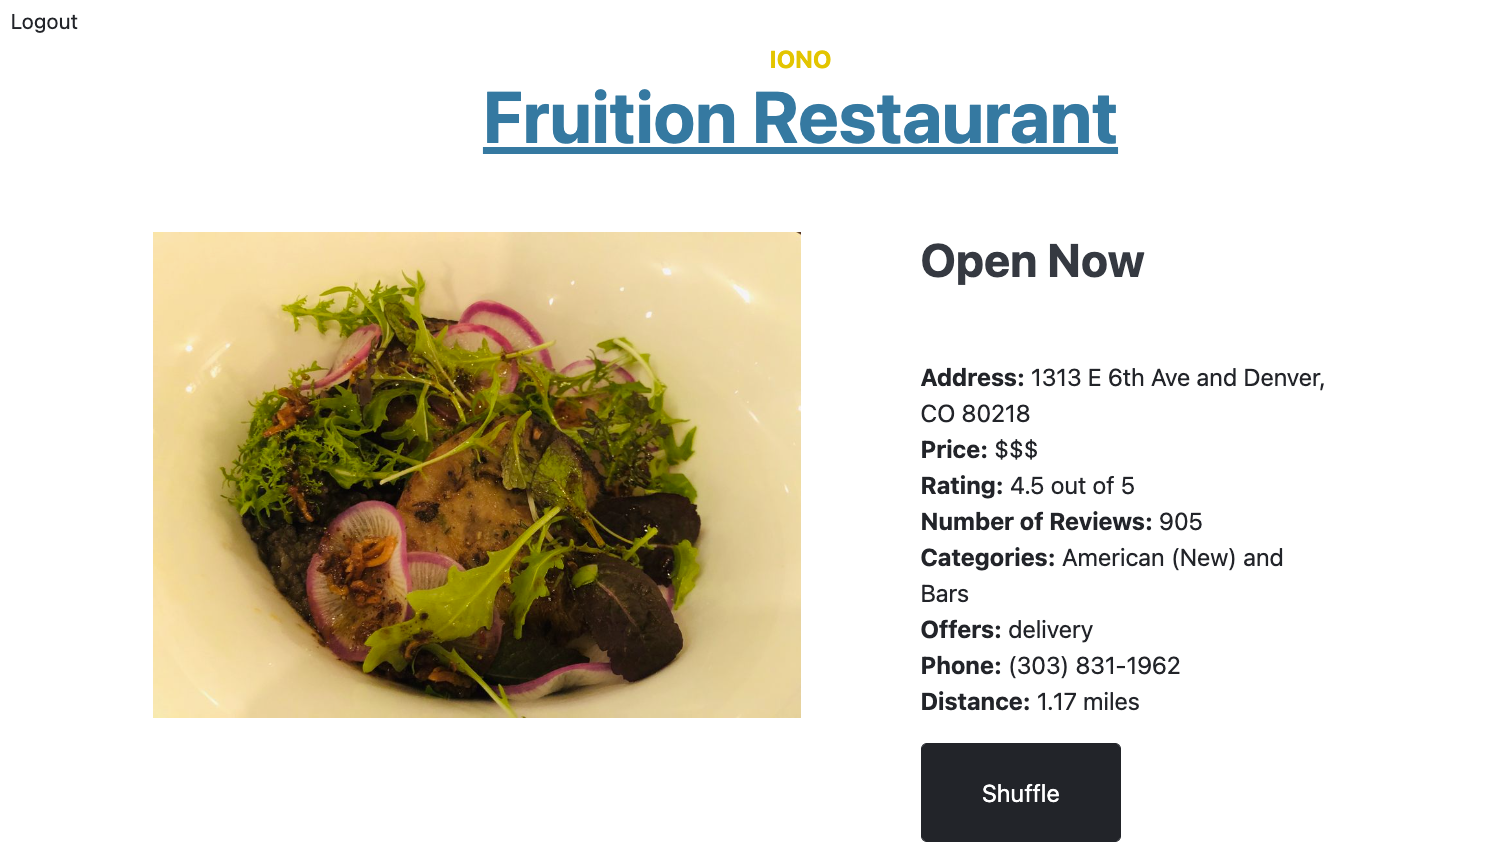 Logout
IONO
Fruition Restaurant
Open Now
Address: 1313 E 6th Ave and Denver,
CO 80218
Price: $$$
Rating: 4.5 out of 5
Number of Reviews: 905
Categories: American (New) and
Bars
Offers: delivery
Phone: (303) 831-1962
Distance: 1.17 miles
Shuffle